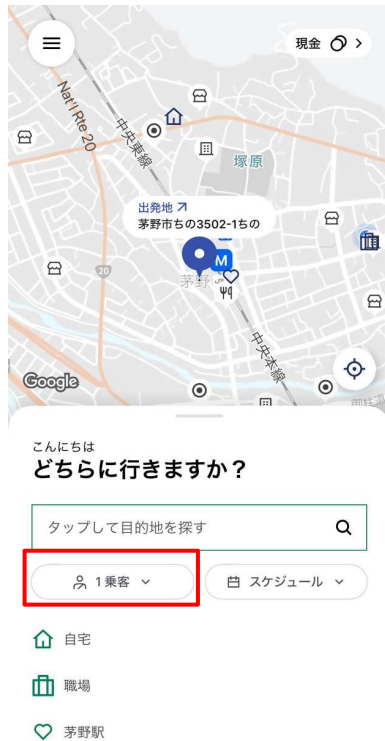 現金
Nat'l Rte 20
中央東線
塚原
出発地
茅野市ちの3502-1ちの
M
20
茅野
中央本線
Google
こんにちは
どちらに行きますか？
タップして目的地を探す
1 乗客
スケジュール
自宅
職場
茅野駅